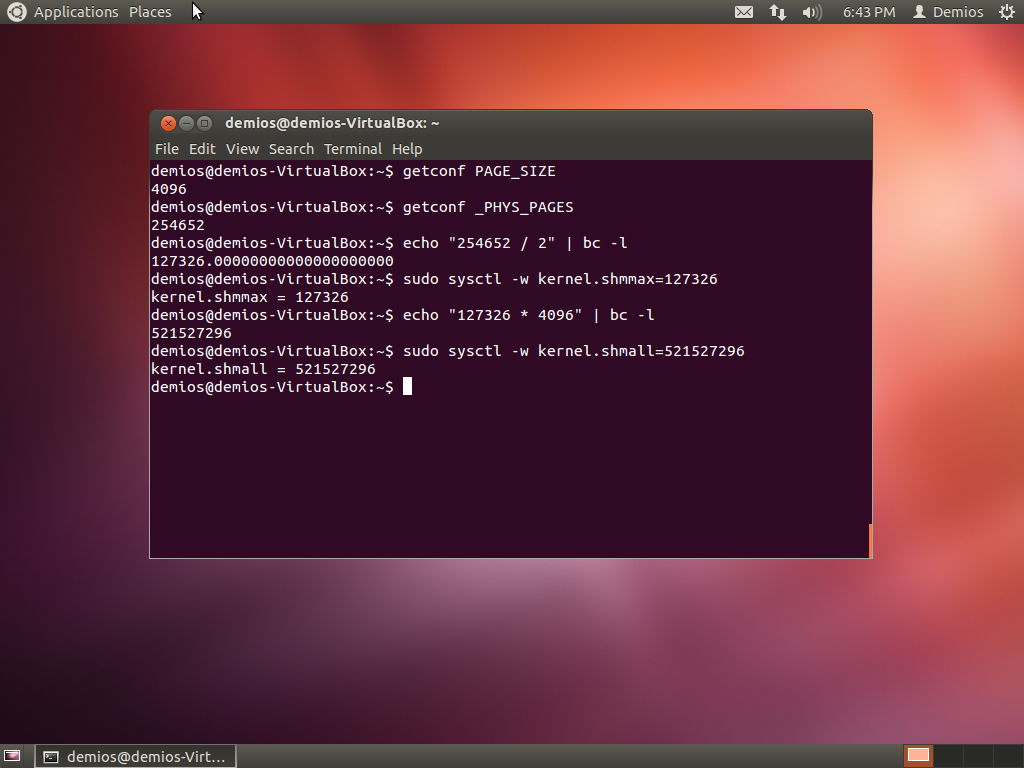 Applications Places 6:43 PM Demios
demios@demios-VirtualBox: ~
File Edit View Search Terminal Help
demios@demios-VirtualBox:~$ getconf PAGE_SIZE
4096
demios@demios-VirtualBox:~$ getconf _PHYS_PAGES
254652
demios@demios-VirtualBox:~$ echo "254652 / 2" | bc -l
127326.00000000000000000000
demios@demios-VirtualBox:~$ sudo sysctl -w kernel.shmmax=127326
kernel.shmmax = 127326
demios@demios-VirtualBox:~$ echo "127326 * 4096" | bc -l
521527296
demios@demios-VirtualBox:~$ sudo sysctl -w kernel.shmall=521527296
kernel.shmall = 521527296
demios@demios-VirtualBox:~$
demios@demios-Virt...